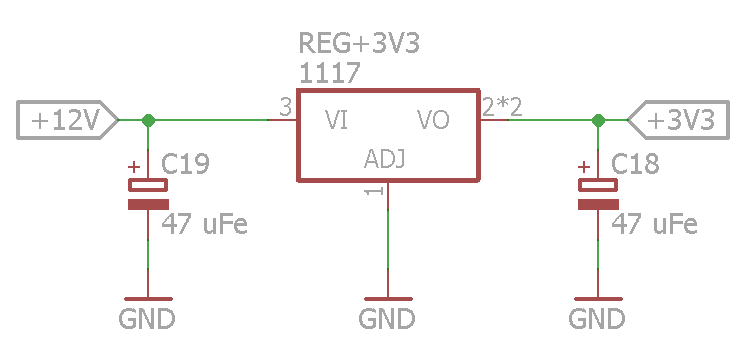 REG+3V3
1117
+12V
3
VI
VO
2*2
+3V3
ADJ
1
+
C19
47 uFe
+
C18
47 uFe
GND
GND
GND